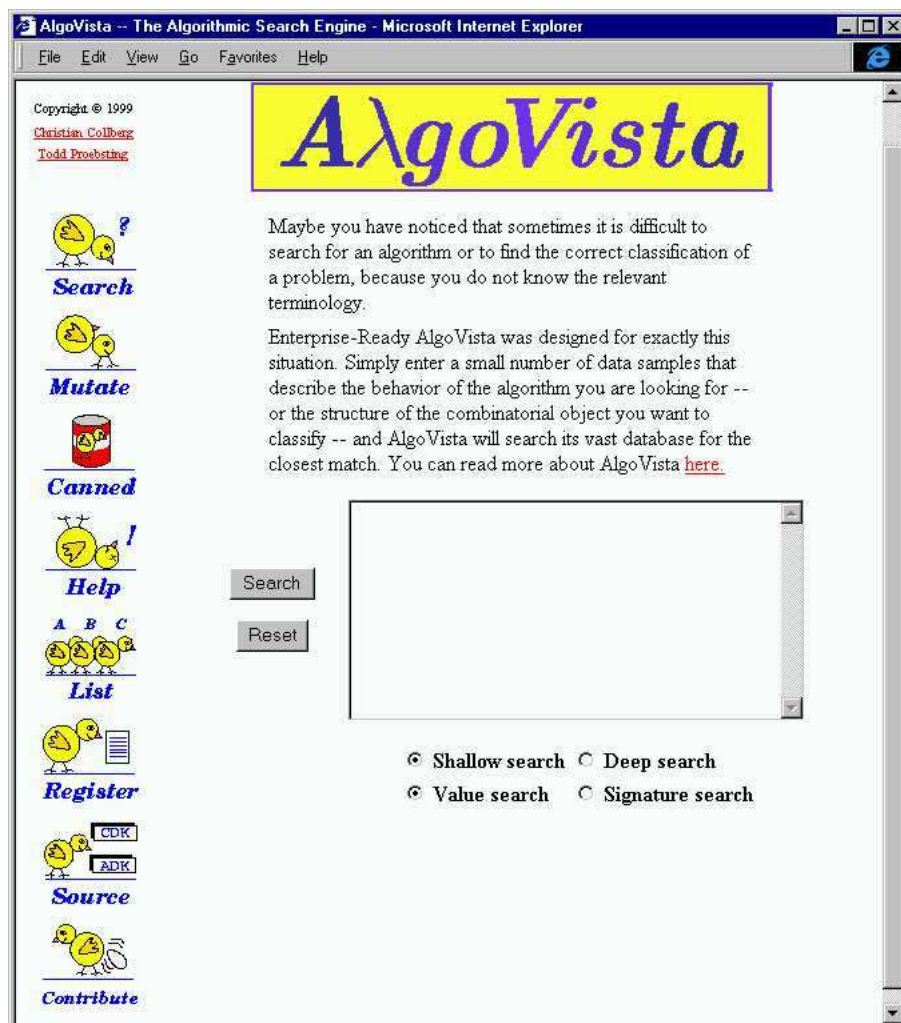 AlgoVista -- The Algorithmic Search Engine - Microsoft Internet Explorer
File Edit View Go Favorites Help
Copyright © 1999
Christian Collberg
Todd Proebsting
AλgoVista
Maybe you have noticed that sometimes it is difficult to
search for an algorithm or to find the correct classification of
a problem, because you do not know the relevant
terminology.
Enterprise-Ready AlgoVista was designed for exactly this
situation. Simply enter a small number of data samples that
describe the behavior of the algorithm you are looking for --
or the structure of the combinatorial object you want to
classify -- and AlgoVista will search its vast database for the
closest match. You can read more about AlgoVista here.
?
Search
Mutate
Canned
!
Help
A B C
List
Register
CDK
ADK
Source
Contribute
Search
Reset
Shallow search Deep search
Value search Signature search